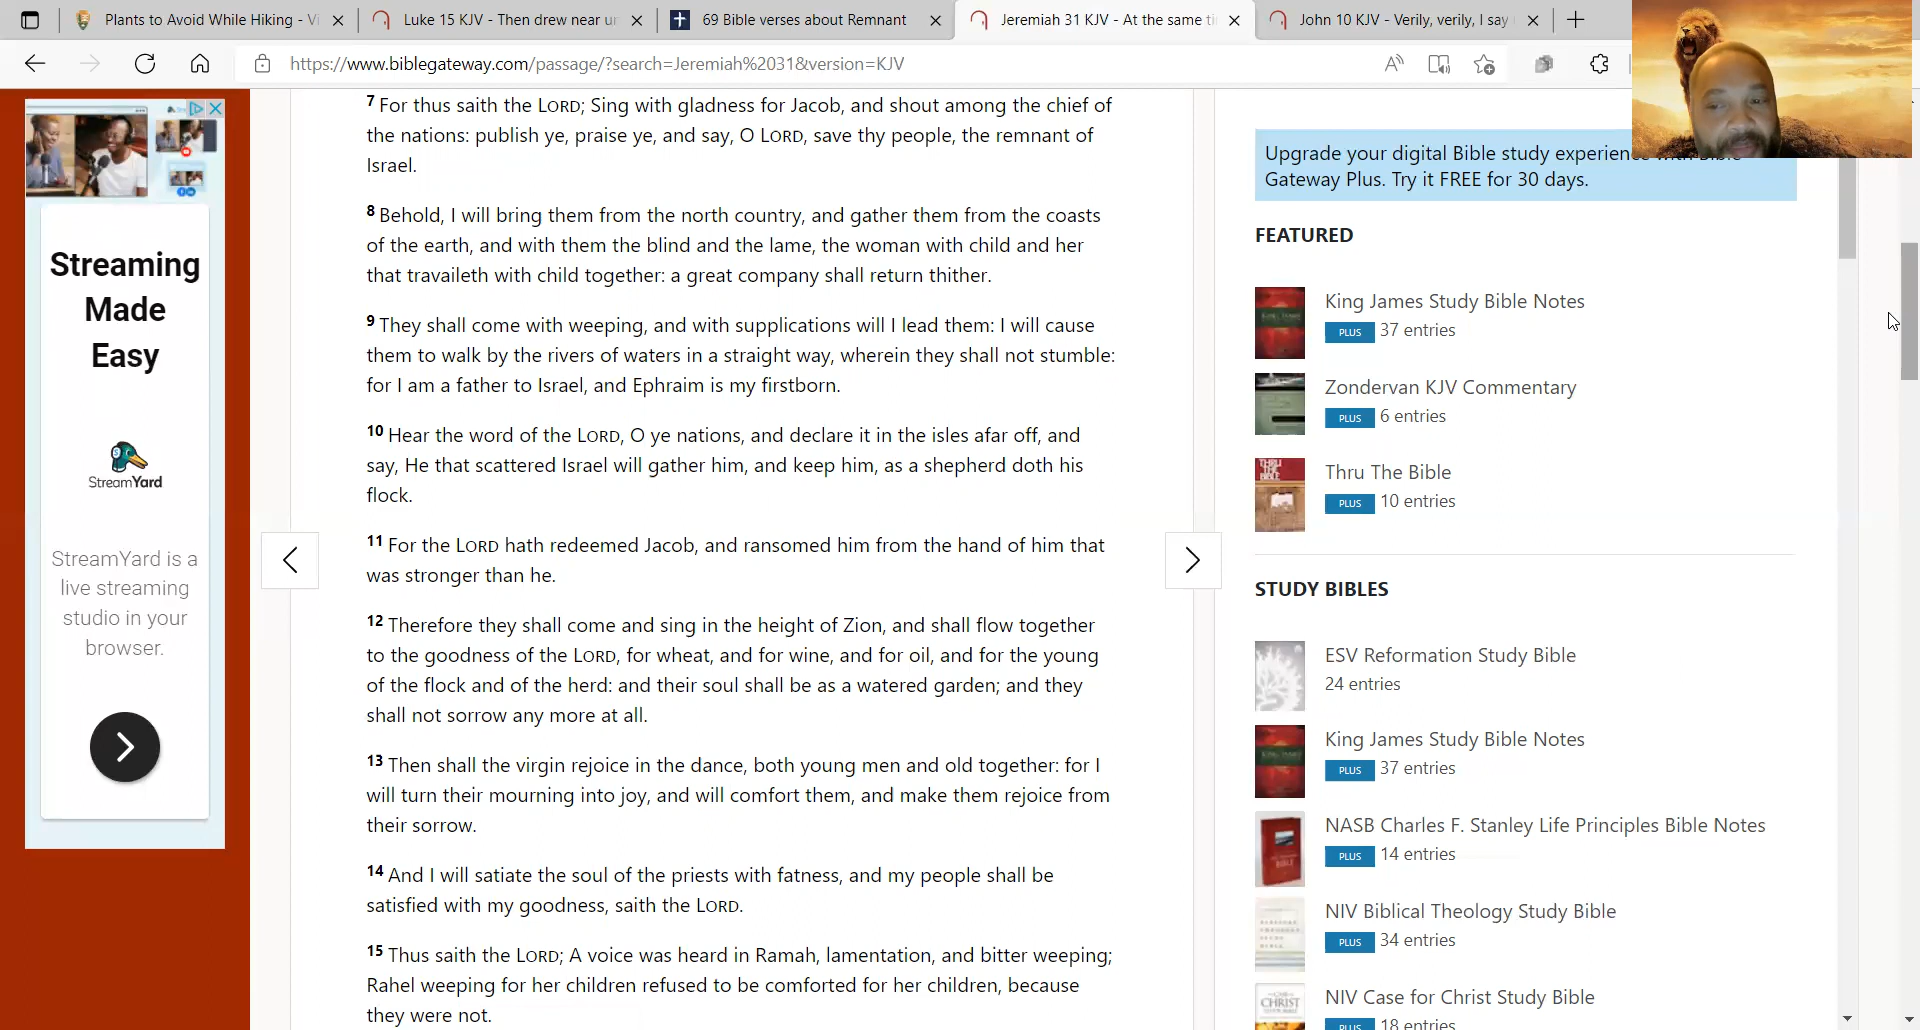 Plants to Avoid While Hiking - Vi
Luke 15 KJV - Then drew near un
69 Bible verses about Remnant
Jeremiah 31 KJV - At the same ti
John 10 KJV - Verily, verily, I say
https://www.biblegateway.com/passage/?search=Jeremiah%2031&version=KJV
7 For thus saith the LORD; Sing with gladness for Jacob, and shout among the chief of
the nations: publish ye, praise ye, and say, O LORD, save thy people, the remnant of
Israel.
8 Behold, I will bring them from the north country, and gather them from the coasts
of the earth, and with them the blind and the lame, the woman with child and her
that travaileth with child together: a great company shall return thither.
9 They shall come with weeping, and with supplications will I lead them: I will cause
them to walk by the rivers of waters in a straight way, wherein they shall not stumble:
for I am a father to Israel, and Ephraim is my firstborn.
10 Hear the word of the LORD, O ye nations, and declare it in the isles afar off, and
say, He that scattered Israel will gather him, and keep him, as a shepherd doth his
flock.
11 For the LORD hath redeemed Jacob, and ransomed him from the hand of him that
was stronger than he.
12 Therefore they shall come and sing in the height of Zion, and shall flow together
to the goodness of the LORD, for wheat, and for wine, and for oil, and for the young
of the flock and of the herd: and their soul shall be as a watered garden; and they
shall not sorrow any more at all.
13 Then shall the virgin rejoice in the dance, both young men and old together: for I
will turn their mourning into joy, and will comfort them, and make them rejoice from
their sorrow.
14 And I will satiate the soul of the priests with fatness, and my people shall be
satisfied with my goodness, saith the LORD.
15 Thus saith the LORD; A voice was heard in Ramah, lamentation, and bitter weeping;
Rahel weeping for her children refused to be comforted for her children, because
they were not.
Streaming
Made
Easy
StreamYard
StreamYard is a
live streaming
studio in your
browser.
Upgrade your digital Bible study experience with Bible
Gateway Plus. Try it FREE for 30 days.
FEATURED
King James Study Bible Notes
PLUS 37 entries
Zondervan KJV Commentary
PLUS 6 entries
THRU THE BIBLE
Thru The Bible
PLUS 10 entries
STUDY BIBLES
ESV Reformation Study Bible
24 entries
King James Study Bible Notes
PLUS 37 entries
NASB Charles F. Stanley Life Principles Bible Notes
PLUS 14 entries
NIV Biblical Theology Study Bible
PLUS 34 entries
CHRIST
NIV Case for Christ Study Bible
PLUS 18 entries